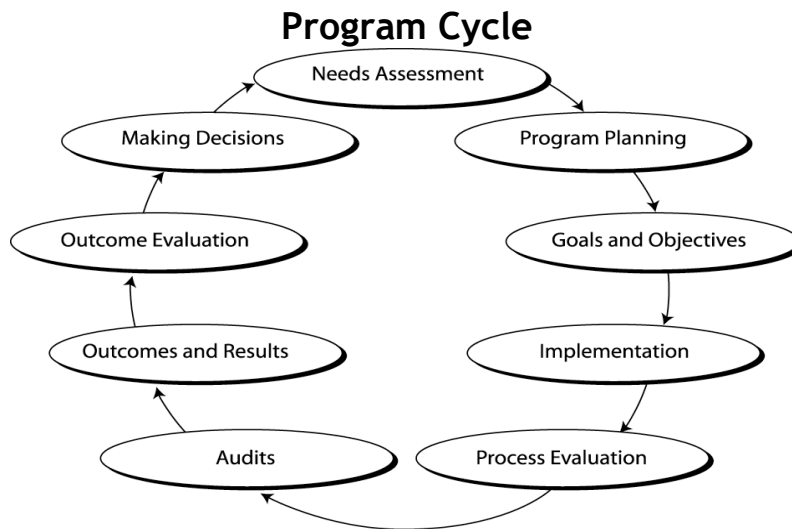 Program Cycle
Needs Assessment
Program Planning
Goals and Objectives
Implementation
Process Evaluation
Audits
Outcomes and Results
Outcome Evaluation
Making Decisions